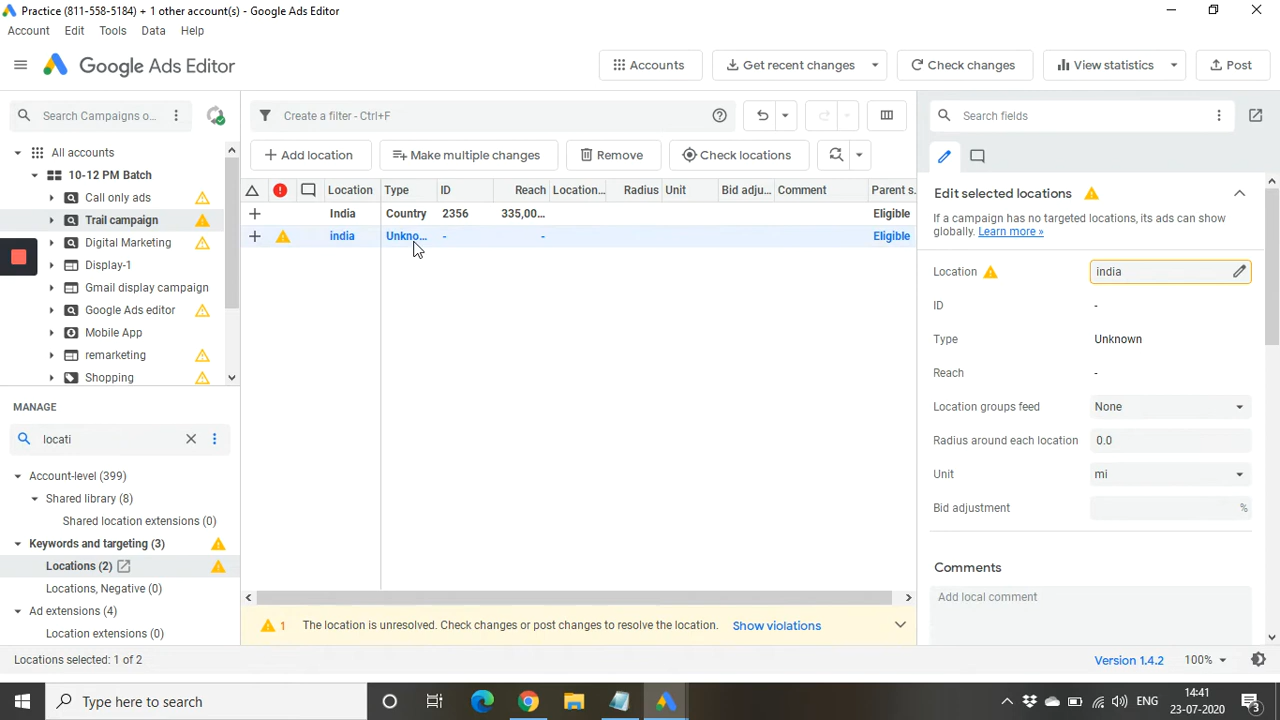 Practice (811-558-5184) + 1 other account(s) - Google Ads Editor
Account Edit Tools Data Help
Google Ads Editor
Accounts
Get recent changes
Check changes
View statistics
Post
Search Campaigns o...
All accounts
10-12 PM Batch
Call only ads
Trail campaign
Digital Marketing
Display-1
Gmail display campaign
Google Ads editor
Mobile App
remarketing
Shopping
MANAGE
locati
Account-level (399)
Shared library (8)
Shared location extensions (0)
Keywords and targeting (3)
Locations (2)
Locations, Negative (0)
Ad extensions (4)
Location extensions (0)
Locations selected: 1 of 2
Create a filter - Ctrl+F
Add location
Make multiple changes
Remove
Check locations
Location Type ID Reach Location... Radius Unit Bid adju... Comment Parent s.
India Country 2356 335,00... Eligible
india Unkno... - - Eligible
1 The location is unresolved. Check changes or post changes to resolve the location. Show violations
Search fields
Edit selected locations
If a campaign has no targeted locations, its ads can show
globally. Learn more »
Location india
ID -
Type Unknown
Reach -
Location groups feed None
Radius around each location 0.0
Unit mi
Bid adjustment %
Comments
Add local comment
Version 1.4.2 100%
Type here to search
ENG
14:41
23-07-2020
3